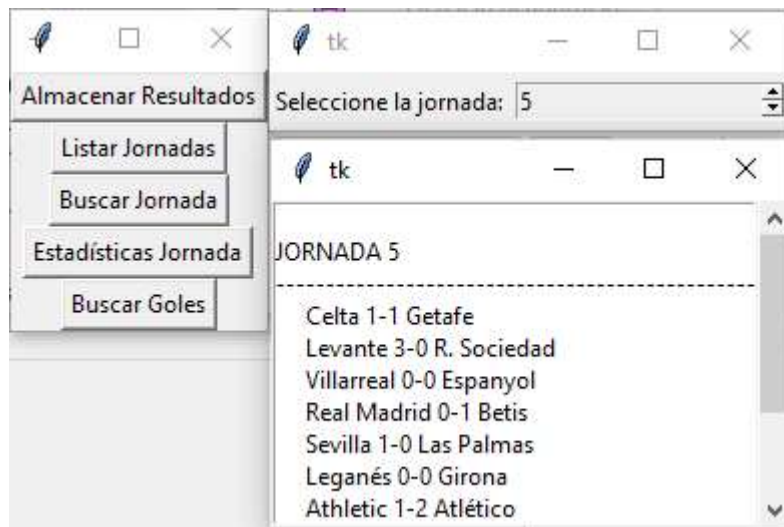 Almacenar Resultados
Listar Jornadas
Buscar Jornada
Estadísticas Jornada
Buscar Goles
tk
Seleccione la jornada: 5
tk
JORNADA 5
--------------------------------------------------------
Celta 1-1 Getafe
Levante 3-0 R. Sociedad
Villarreal 0-0 Espanyol
Real Madrid 0-1 Betis
Sevilla 1-0 Las Palmas
Leganés 0-0 Girona
Athletic 1-2 Atlético